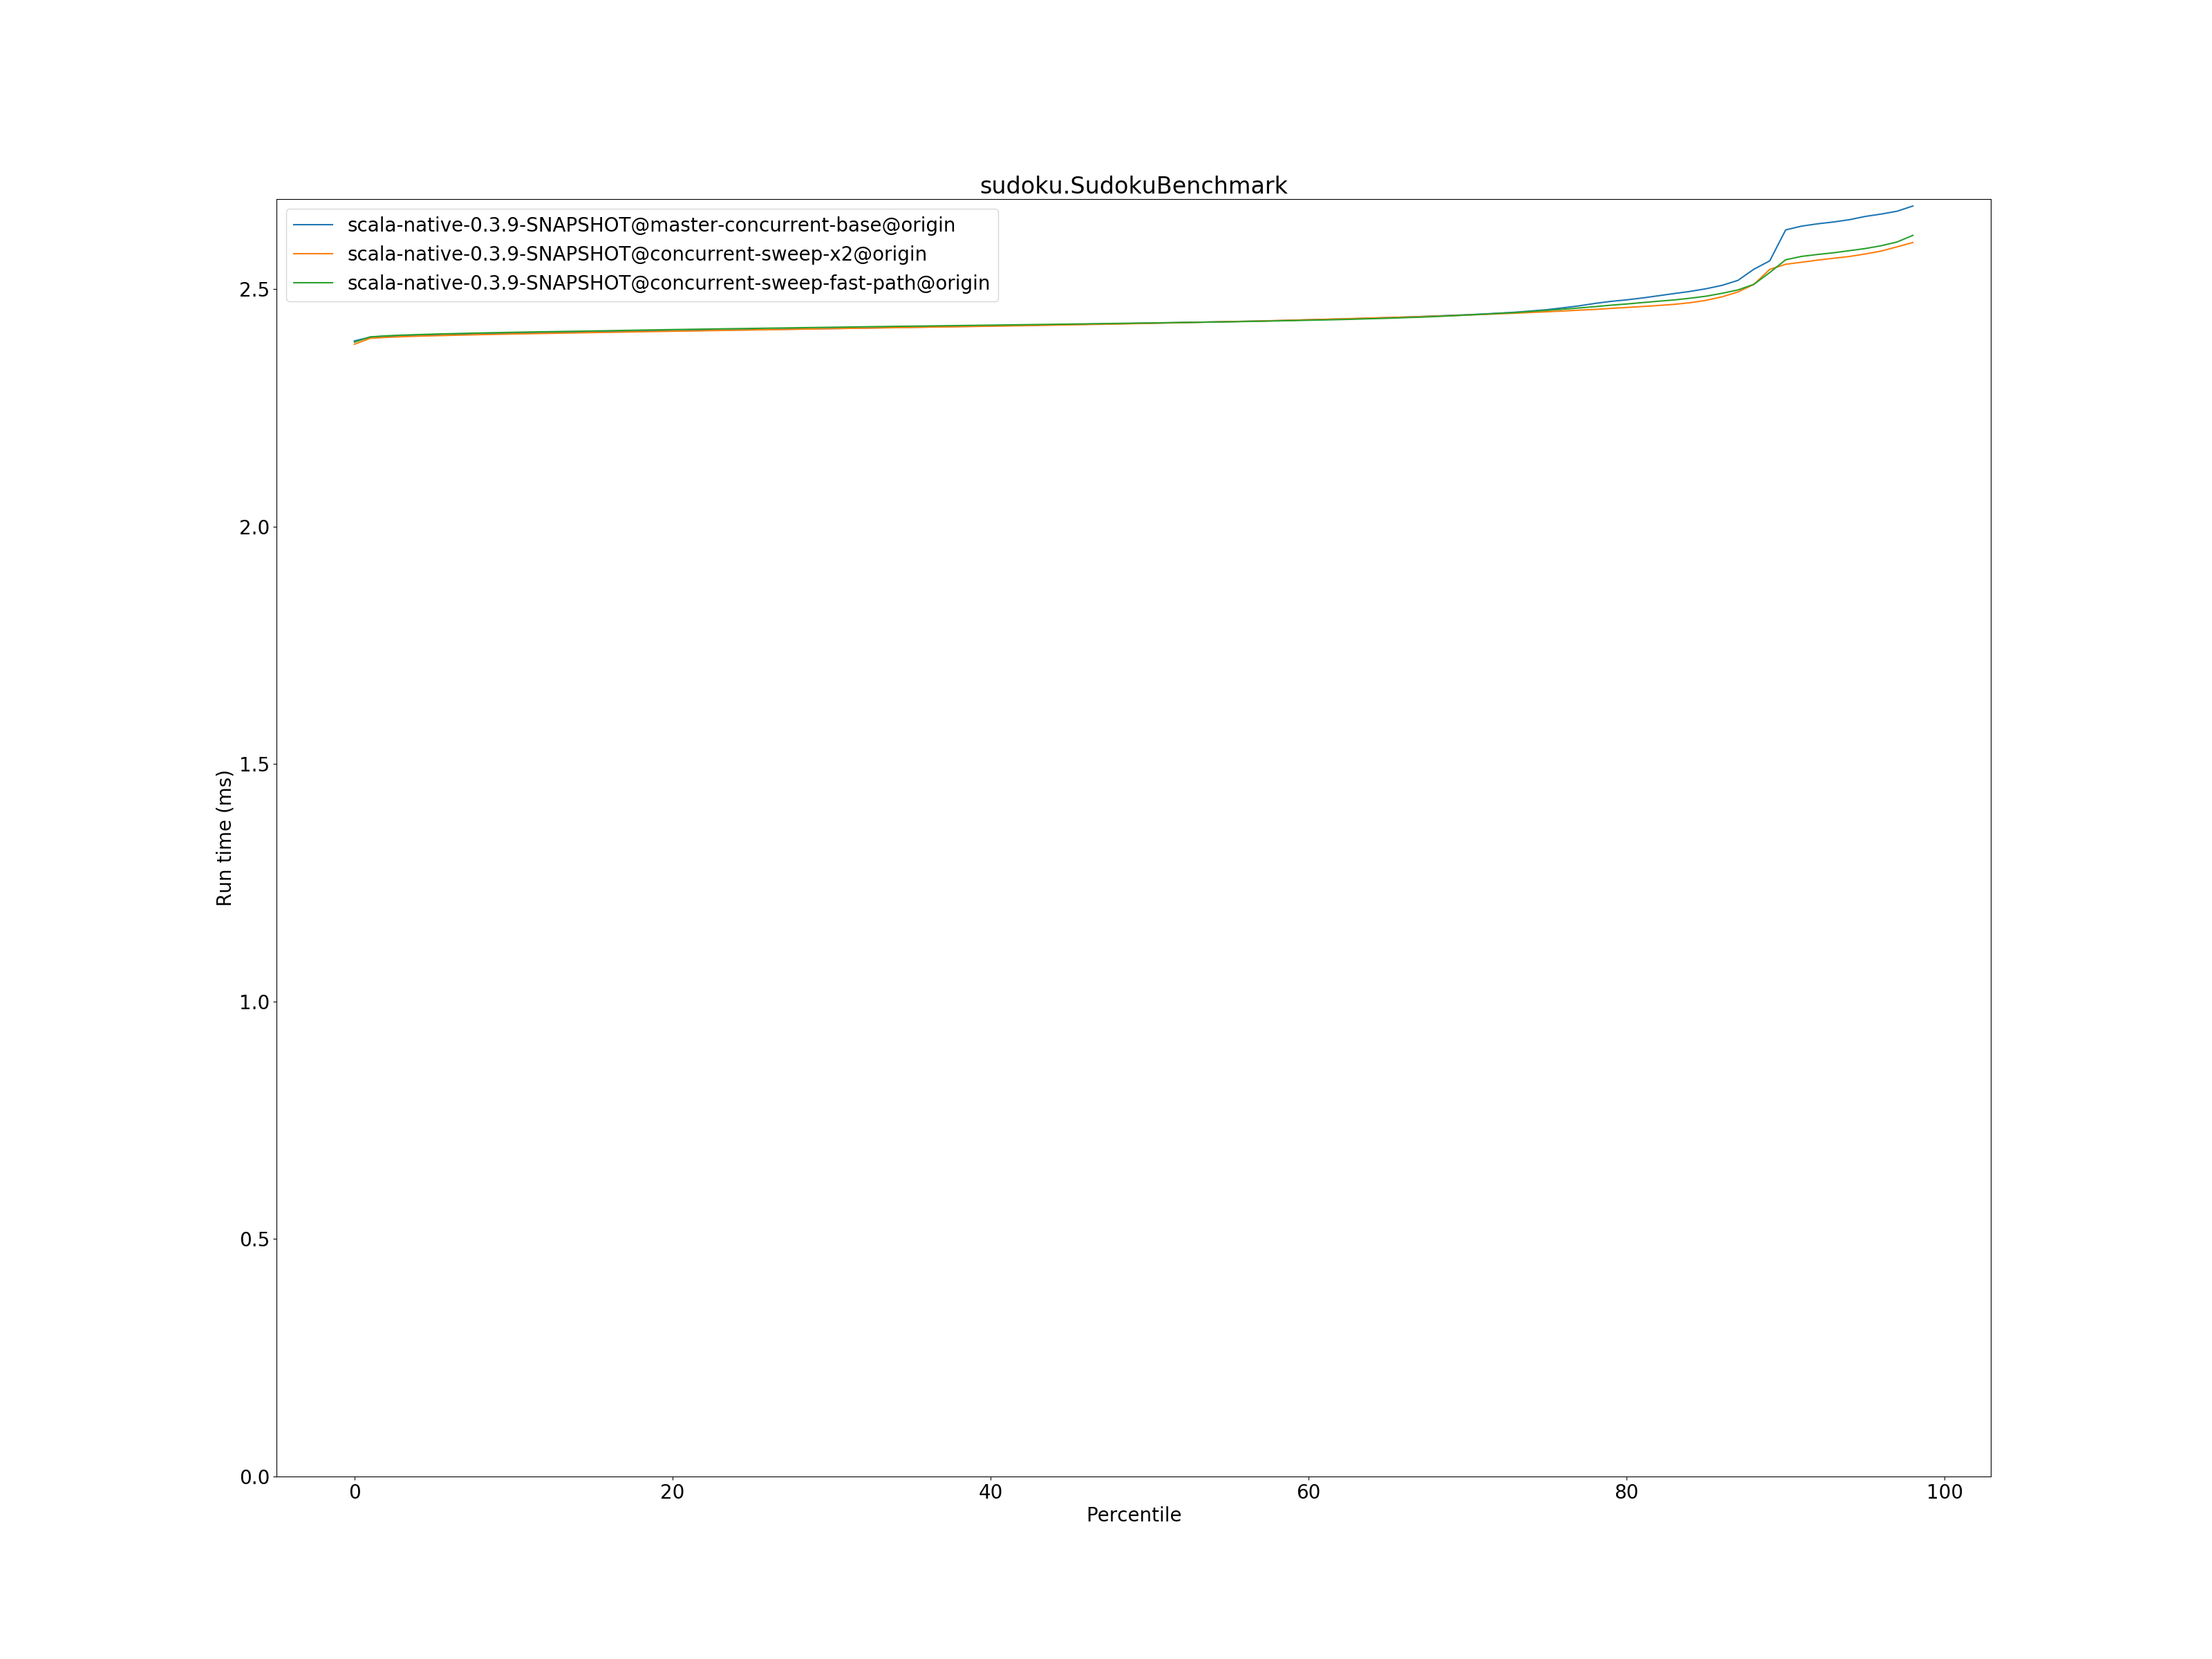 sudoku.SudokuBenchmark
scala-native-0.3.9-SNAPSHOT@master-concurrent-base@origin
scala-native-0.3.9-SNAPSHOT@concurrent-sweep-x2@origin
scala-native-0.3.9-SNAPSHOT@concurrent-sweep-fast-path@origin
2.5
2.0
1.5
1.0
0.5
0.0
Run time (ms)
0 20 40 60 80 100
Percentile